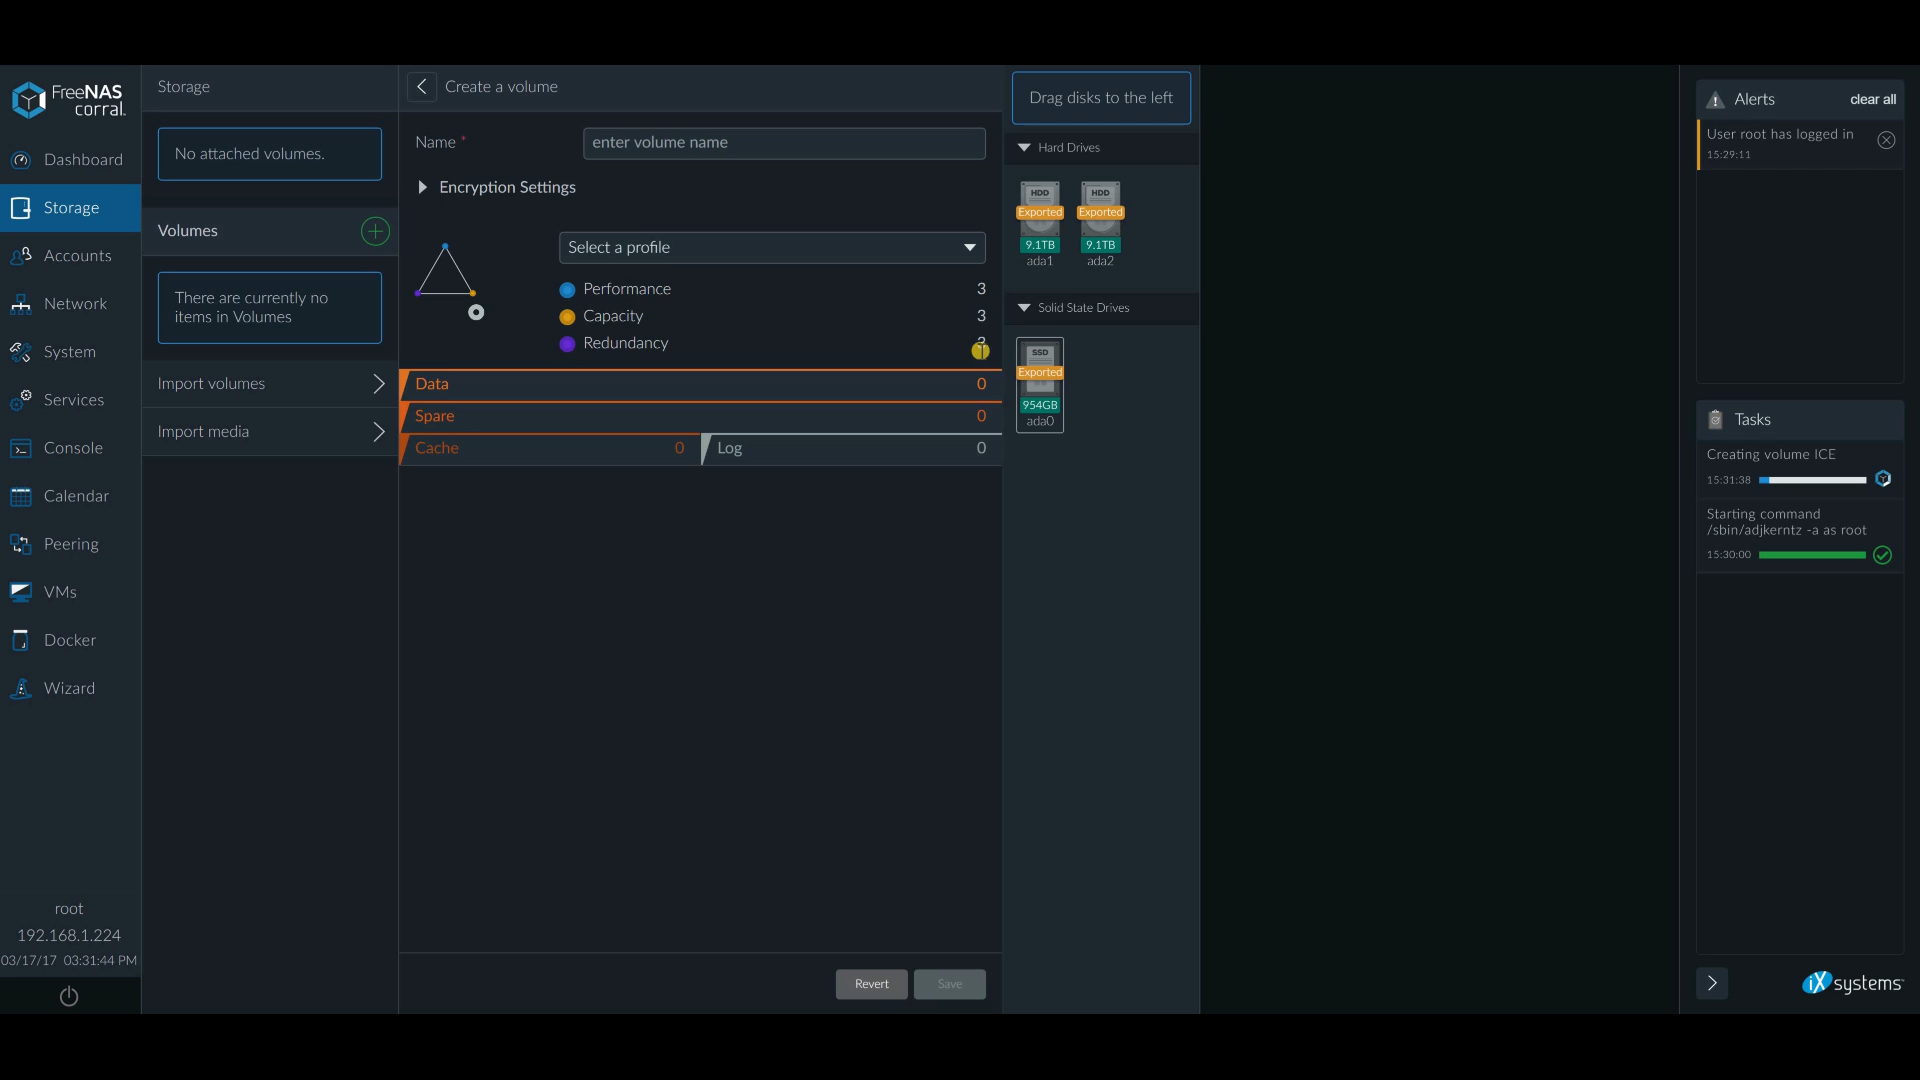 FreeNAS
corral
Dashboard
Storage
Accounts
Network
System
Services
Console
Calendar
Peering
VMs
Docker
Wizard
root
192.168.1.224
03/17/17 03:31:44 PM
Storage
No attached volumes.
Volumes
There are currently no
items in Volumes
Import volumes
Import media
Create a volume
Name *
enter volume name
Encryption Settings
Select a profile
Performance 3
Capacity 3
Redundancy
Data 0
Spare 0
Cache 0 Log 0
Revert Save
Drag disks to the left
Hard Drives
HDD HDD
Exported Exported
9.1TB 9.1TB
ada1 ada2
Solid State Drives
SSD
Exported
954GB
ada0
Alerts clear all
User root has logged in
15:29:11
Tasks
Creating volume ICE
15:31:38
Starting command
/sbin/adjkerntz -a as root
15:30:00
iXsystems